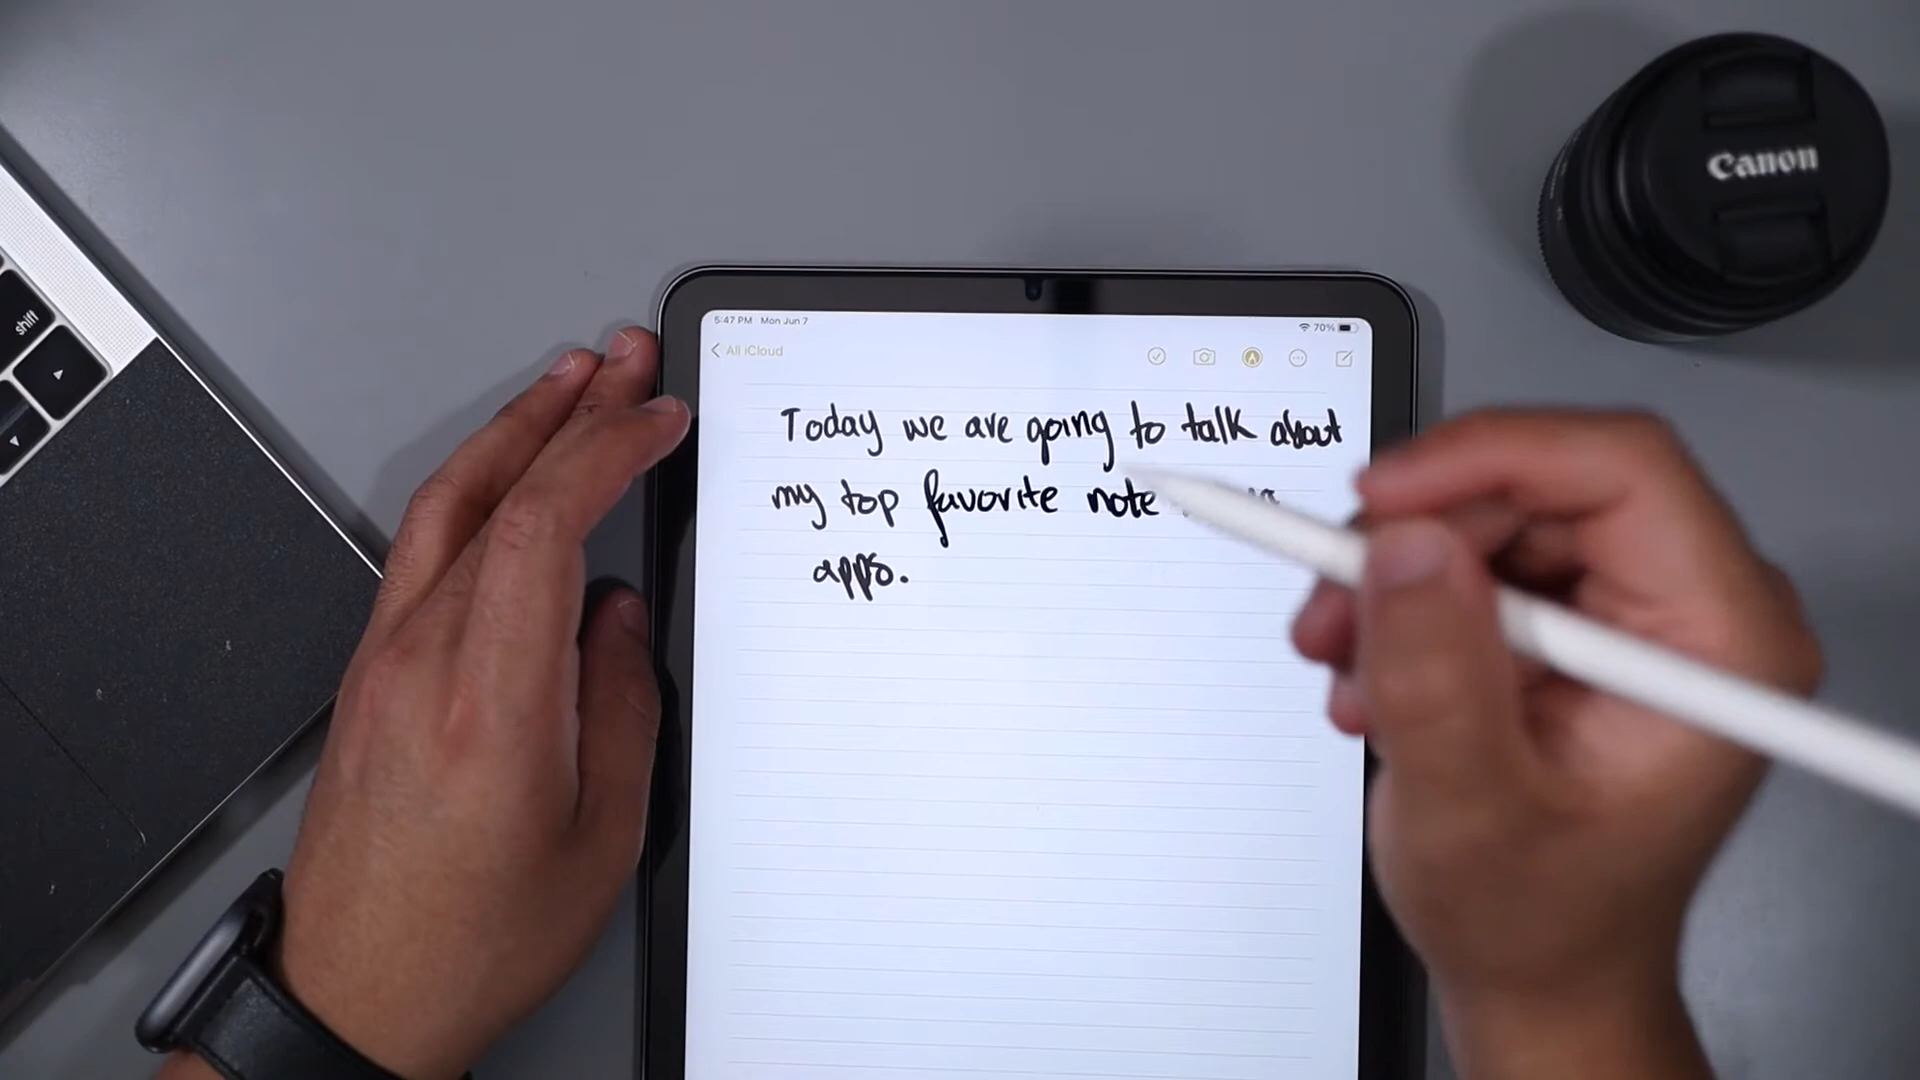 Canon
5:47 PM Mon Jun 7
70%
All iCloud
shift
Today we are going to talk about
my top favorite note
apps.